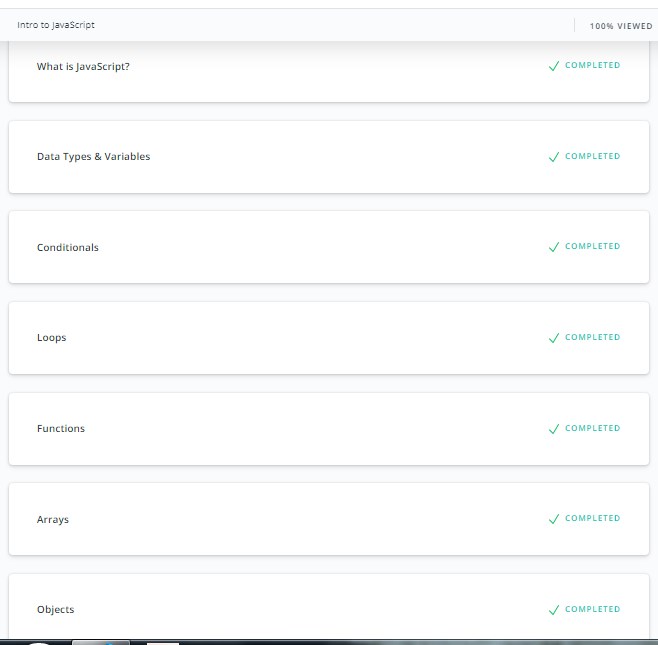 Intro to JavaScript
100% VIEWED
What is JavaScript?
COMPLETED
Data Types & Variables
COMPLETED
Conditionals
COMPLETED
Loops
COMPLETED
Functions
COMPLETED
Arrays
COMPLETED
Objects
COMPLETED